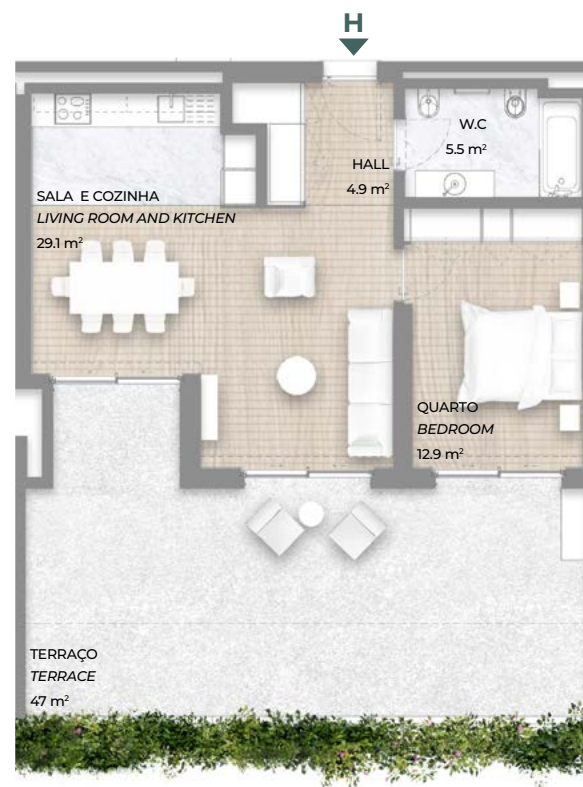 H
W.C
5.5 m²
HALL
4.9 m²
SALA E COZINHA
LIVING ROOM AND KITCHEN
29.1 m²
QUARTO
BEDROOM
12.9 m²
TERRAÇO
TERRACE
47 m²